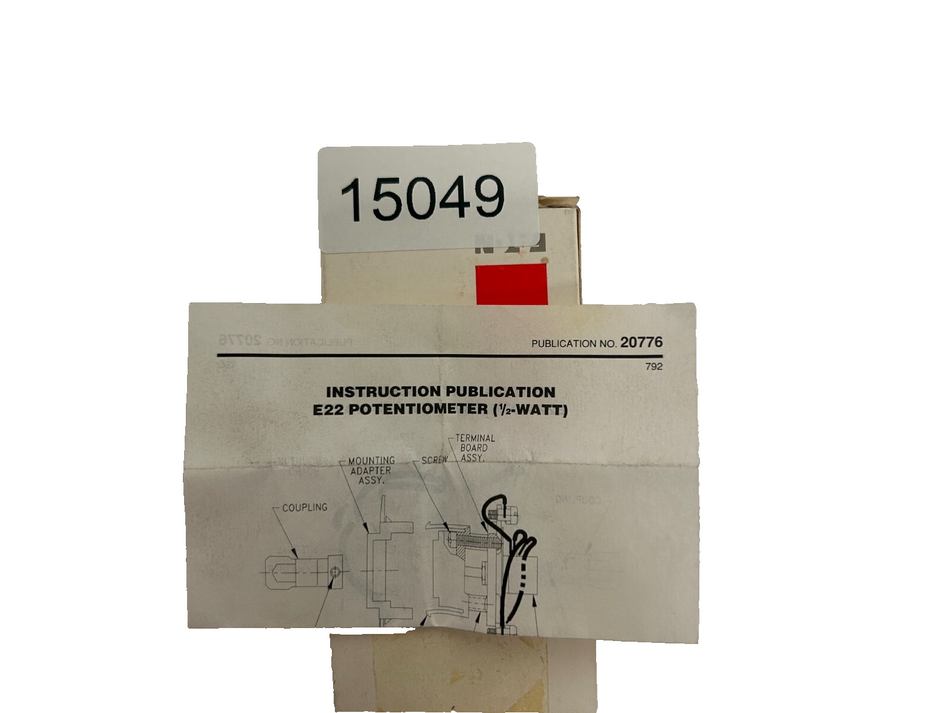 15049
PUBLICATION NO. 20776
792
INSTRUCTION PUBLICATION
E22 POTENTIOMETER (½-WATT)
TERMINAL
BOARD
ASSY.
SCREW
MOUNTING
ADAPTER
ASSY.
COUPLING